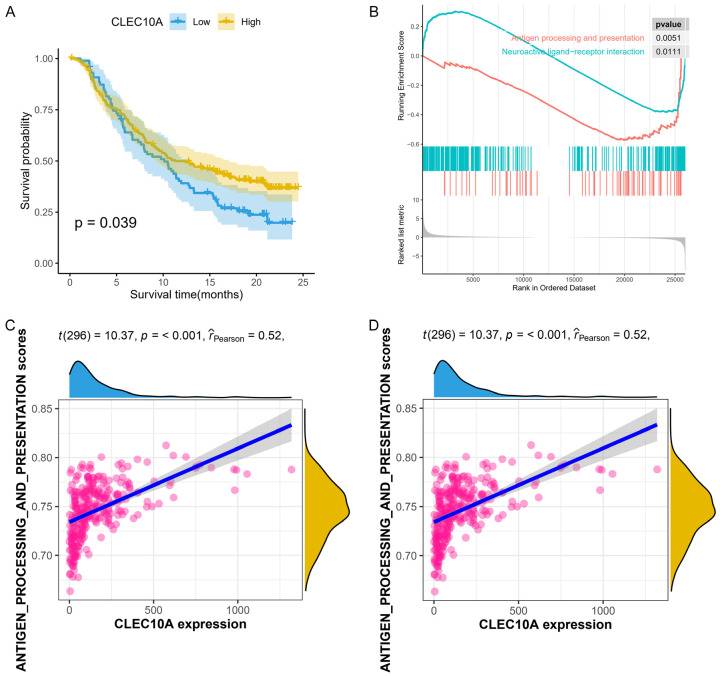 A
CLEC10A Low High
Survival probability
1.00
0.75
0.50
0.25
0.00
p = 0.039
0 5 10 15 20 25
Survival time(months)
B
Running Enrichment Score
0.0
−0.3
−0.6
pvalue
Antigen processing and presentation 0.0051
Neuroactive ligand−receptor interaction 0.0111
Ranked list metric
10
5
0
−5
5000 10000 15000 20000 25000
Rank in Ordered Dataset
C
t(296) = 10.37, p = < 0.001, r̂Pearson = 0.52,
ANTIGEN_PROCESSING_AND_PRESENTATION scores
0.85
0.80
0.75
0.70
0 500 1000
CLEC10A expression
D
t(296) = 10.37, p = < 0.001, r̂Pearson = 0.52,
ANTIGEN_PROCESSING_AND_PRESENTATION scores
0.85
0.80
0.75
0.70
0 500 1000
CLEC10A expression